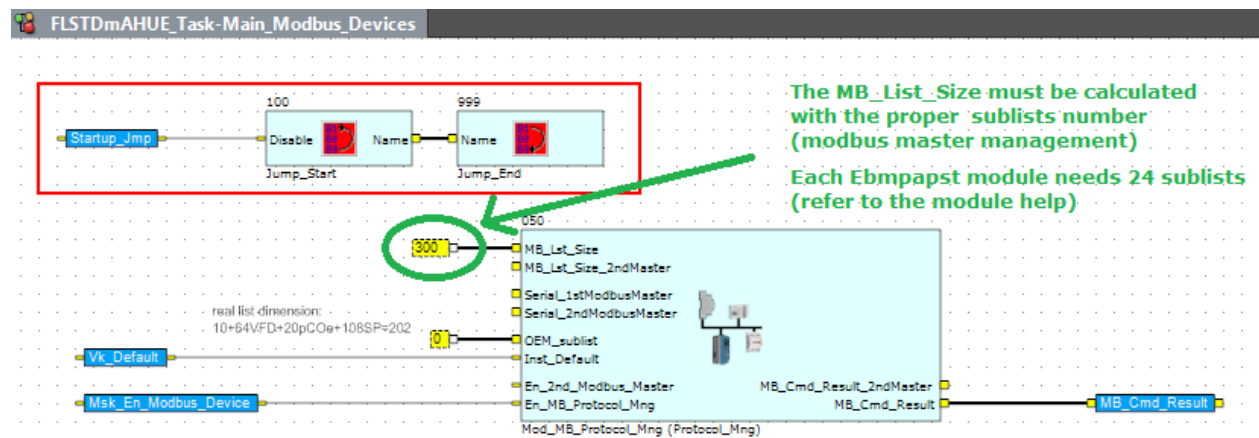 FLSTDmAHUE_Task-Main_Modbus_Devices
The MB_List_Size must be calculated
with the proper sublists number
(modbus master management)
Each Ebmpapst module needs 24 sublists
(refer to the module help)
100
999
Startup_Jmp
Disable
Name
Name
Jump_Start
Jump_End
050
300
MB_Lst_Size
MB_Lst_Size_2ndMaster
Serial_1stModbusMaster
Serial_2ndModbusMaster
real list dimension:
10+64VFD+20pCOe+108SP=202
0
OEM_sublist
Vk_Default
Inst_Default
En_2nd_Modbus_Master
MB_Cmd_Result_2ndMaster
Msk_En_Modbus_Device
En_MB_Protocol_Mng
MB_Cmd_Result
MB_Cmd_Result
Mod_MB_Protocol_Mng (Protocol_Mng)